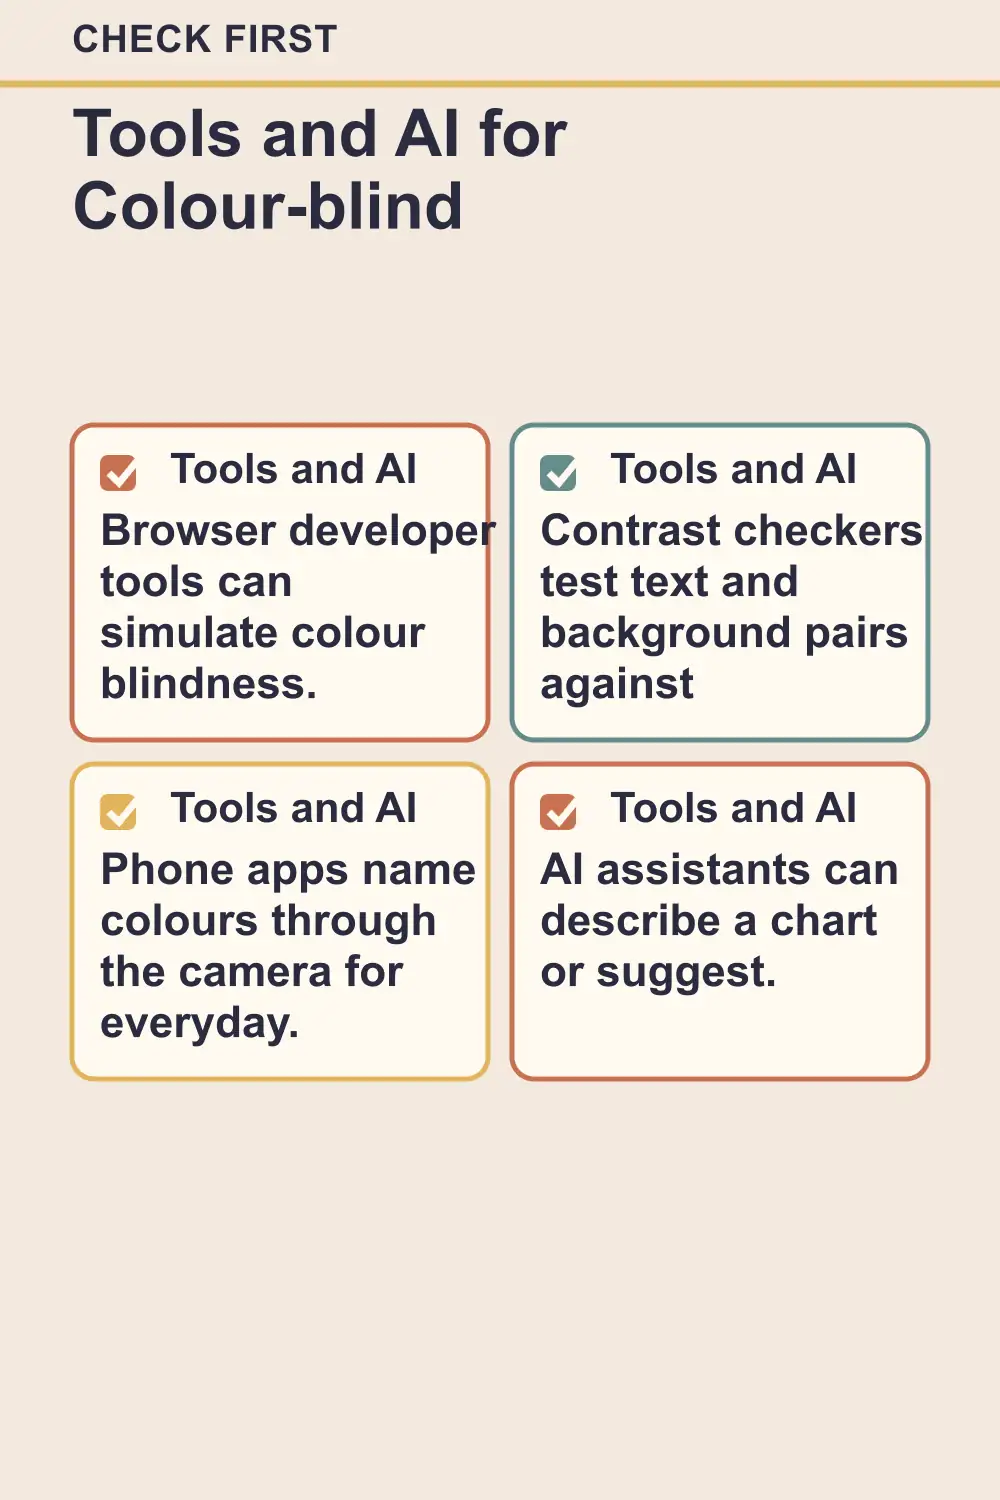 CHECK FIRST
Tools and AI for
Colour-blind
Tools and AI
Browser developer
tools can
simulate colour
blindness.
Tools and AI
Contrast checkers
test text and
background pairs
against
Tools and AI
Phone apps name
colours through
the camera for
everyday.
Tools and AI
AI assistants can
describe a chart
or suggest.